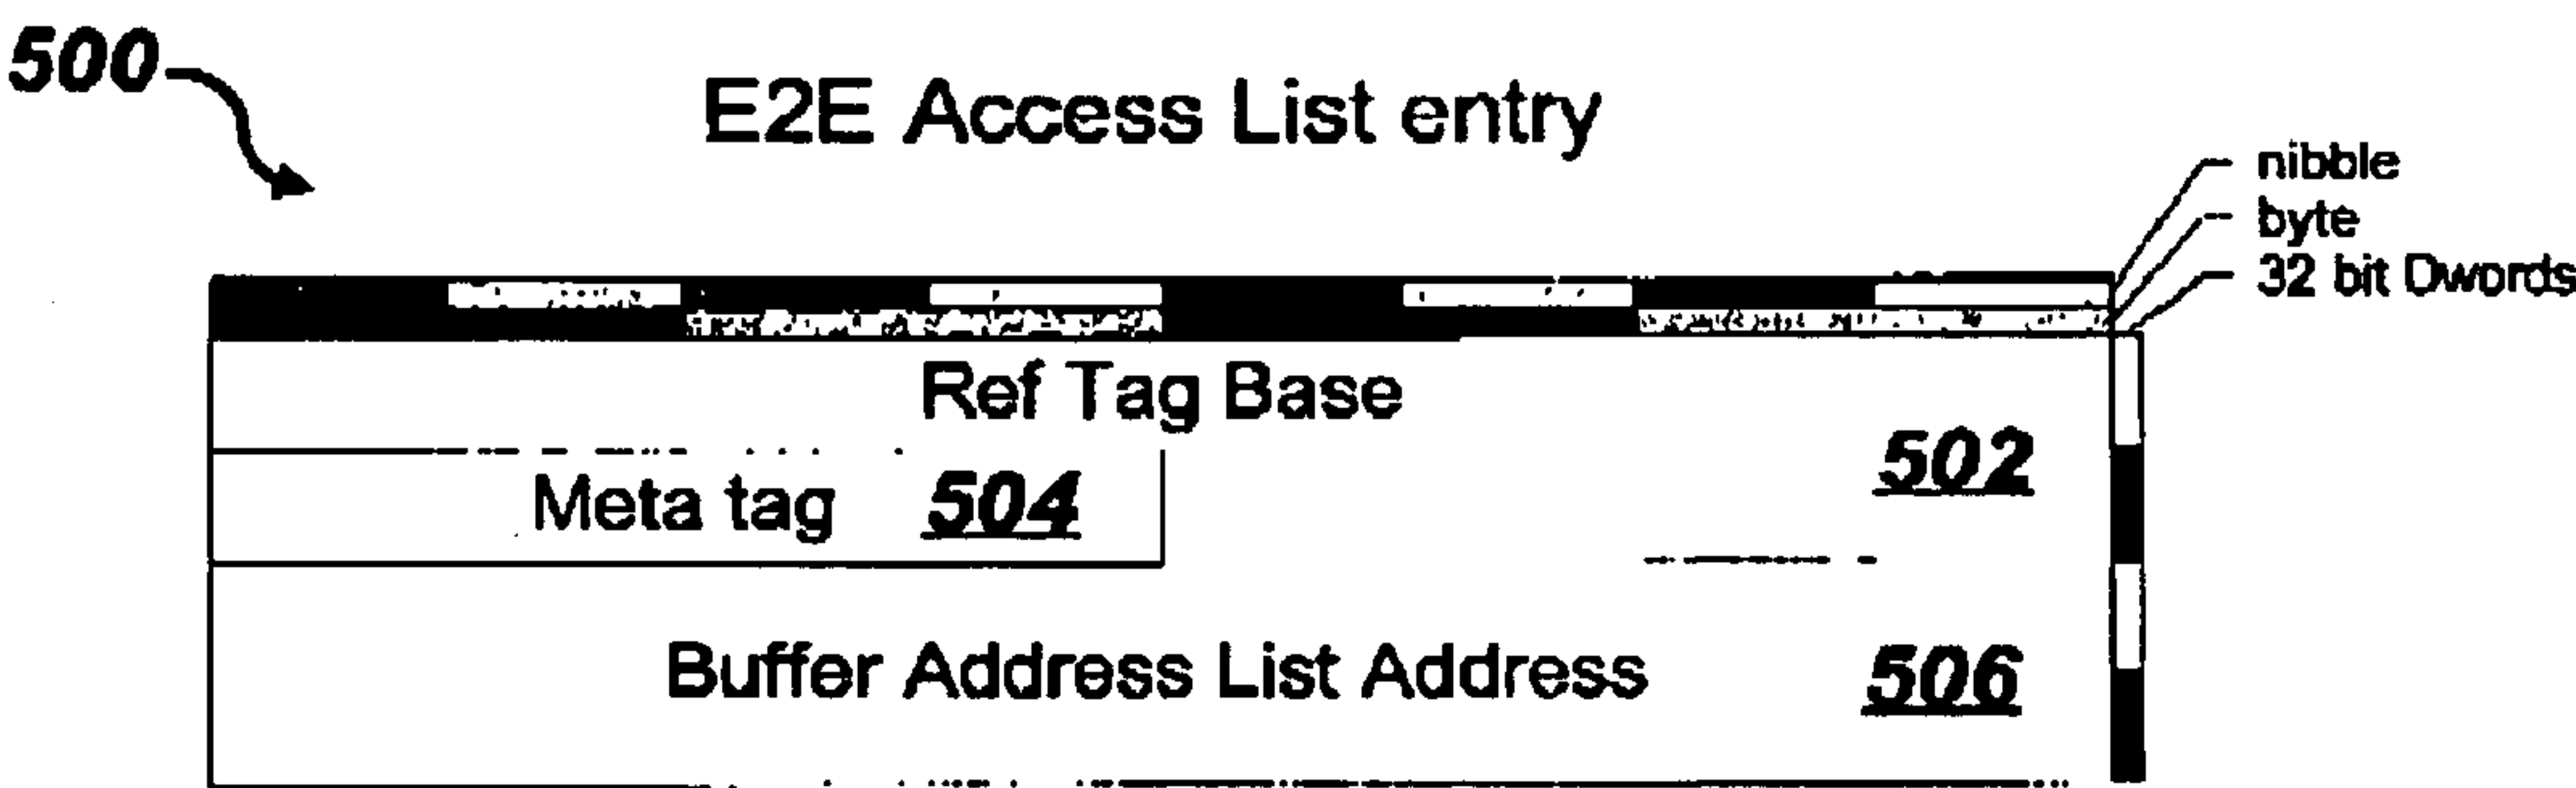 500
E2E Access List entry
nibble
byte
32 bit Dwords
Ref Tag Base
502
Meta tag 504
Buffer Address List Address 506